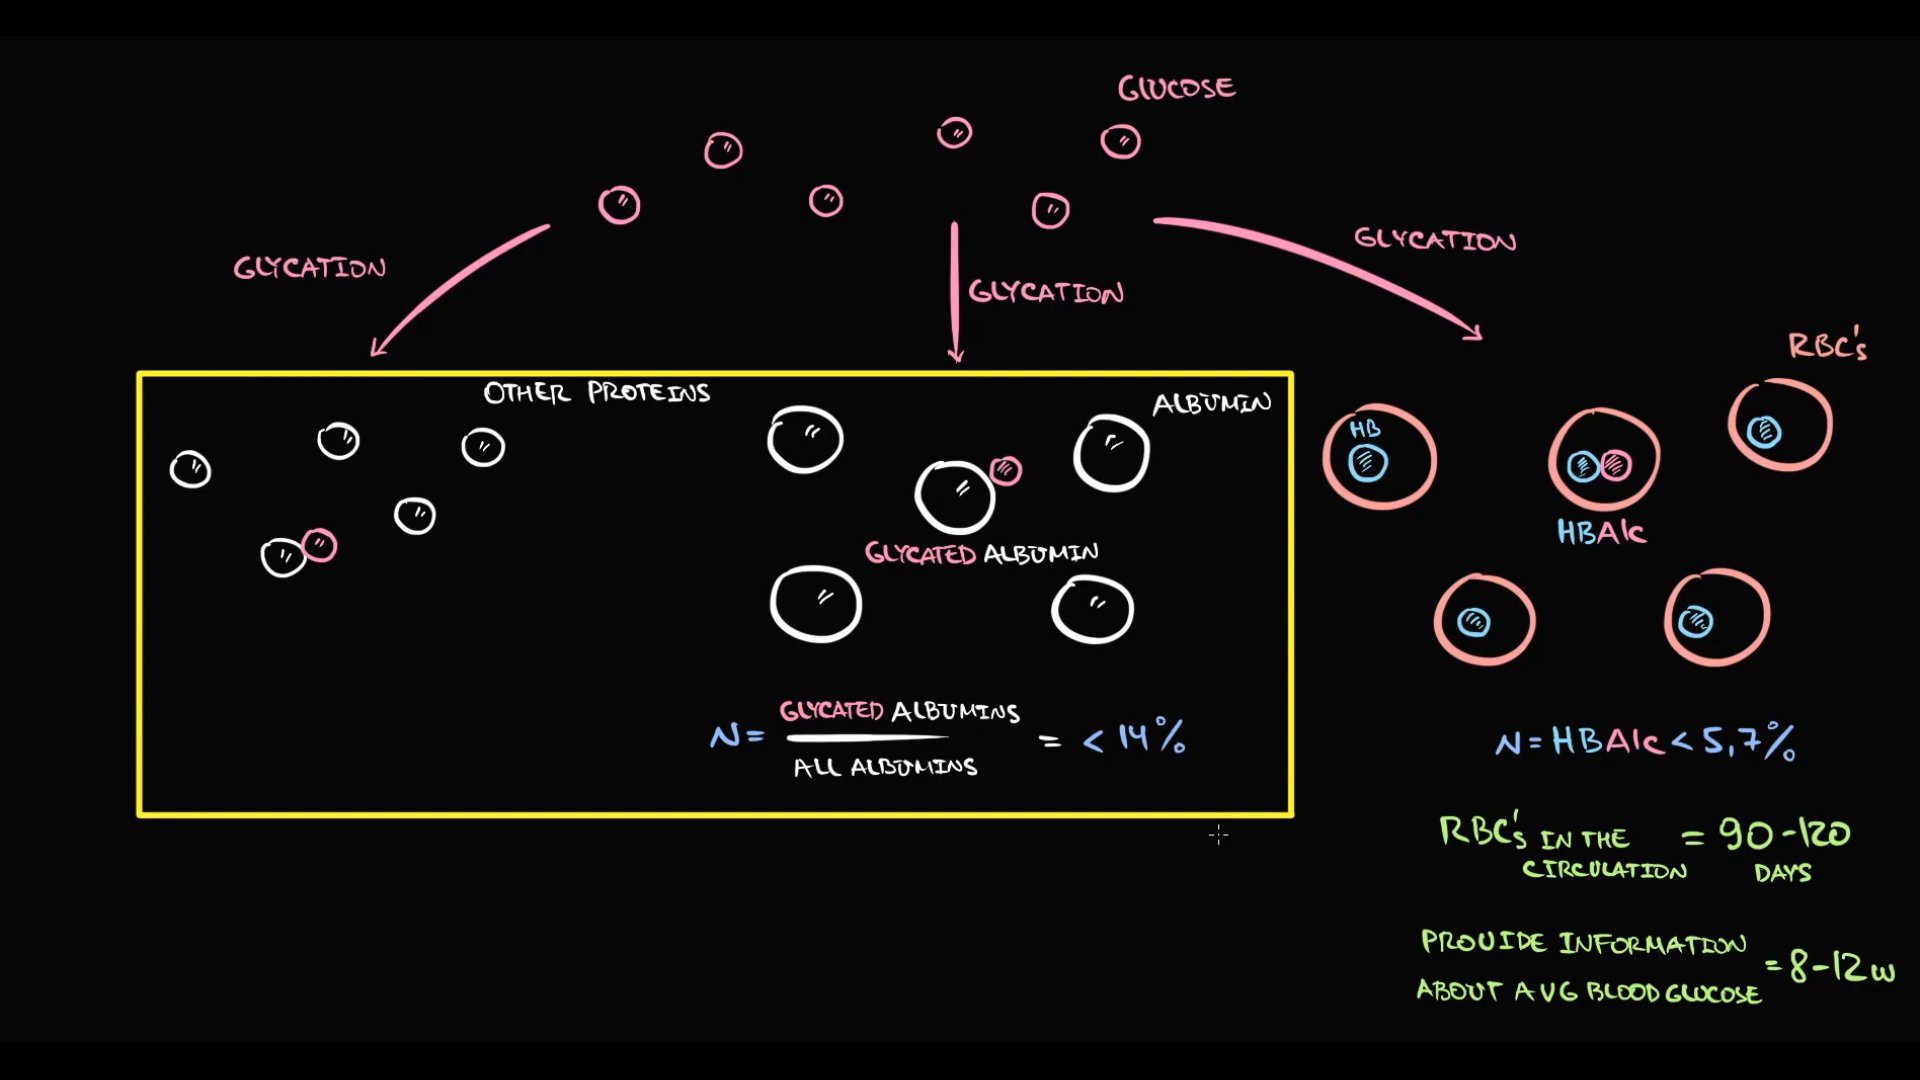 GLUCOSE
GLYCATION
GLYCATION
GLYCATION
RBC's
OTHER PROTEINS
ALBUMIN
HB
HBA1c
GLYCATED ALBUMIN
N= GLYCATED ALBUMINS
ALL ALBUMINS
= < 14%
N = HBA1c < 5,7%
RBC's IN THE CIRCULATION = 90-120 DAYS
PROVIDE INFORMATION
ABOUT AVG BLOOD GLUCOSE = 8-12 w